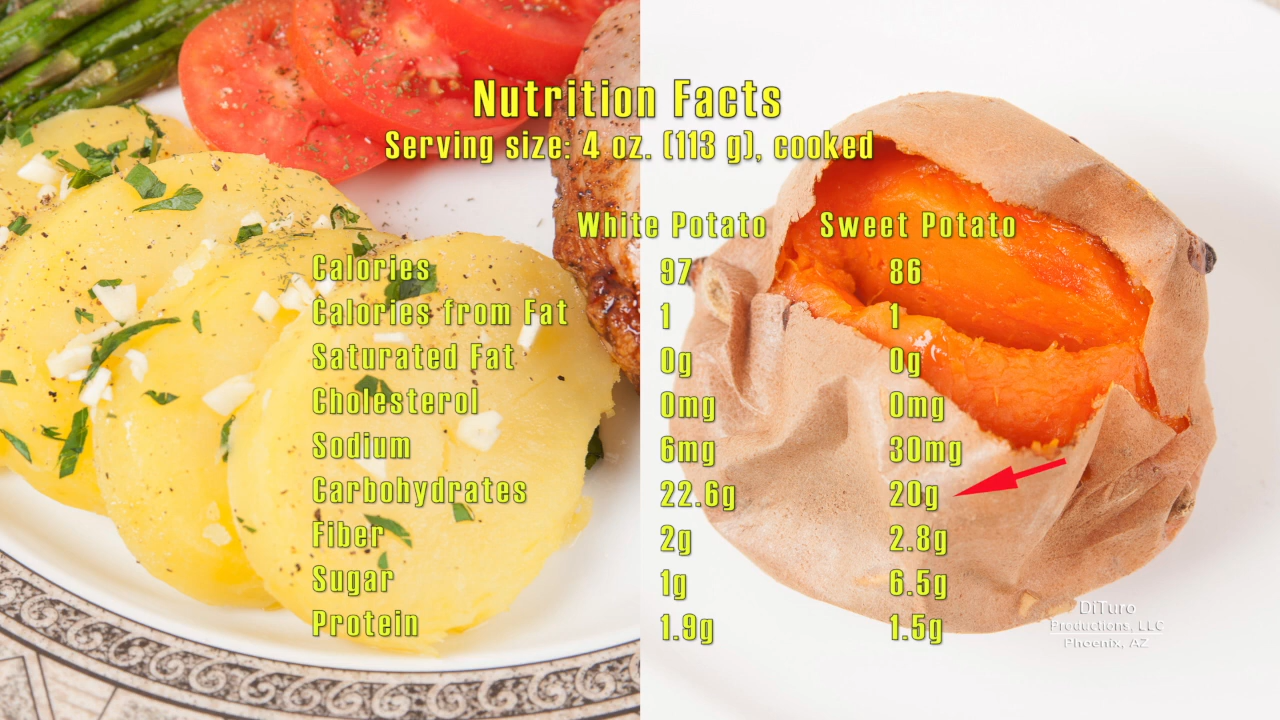 Nutrition Facts
Serving size: 4 oz. (113 g), cooked
White Potato Sweet Potato
Calories 97 86
Calories from Fat 1 1
Saturated Fat 0g 0g
Cholesterol 0mg 0mg
Sodium 6mg 30mg
Carbohydrates 22.6g 20g
Fiber 2g 2.8g
Sugar 1g 6.5g
Protein 1.9g 1.5g
DiTuro
Productions, LLC
Phoenix, AZ